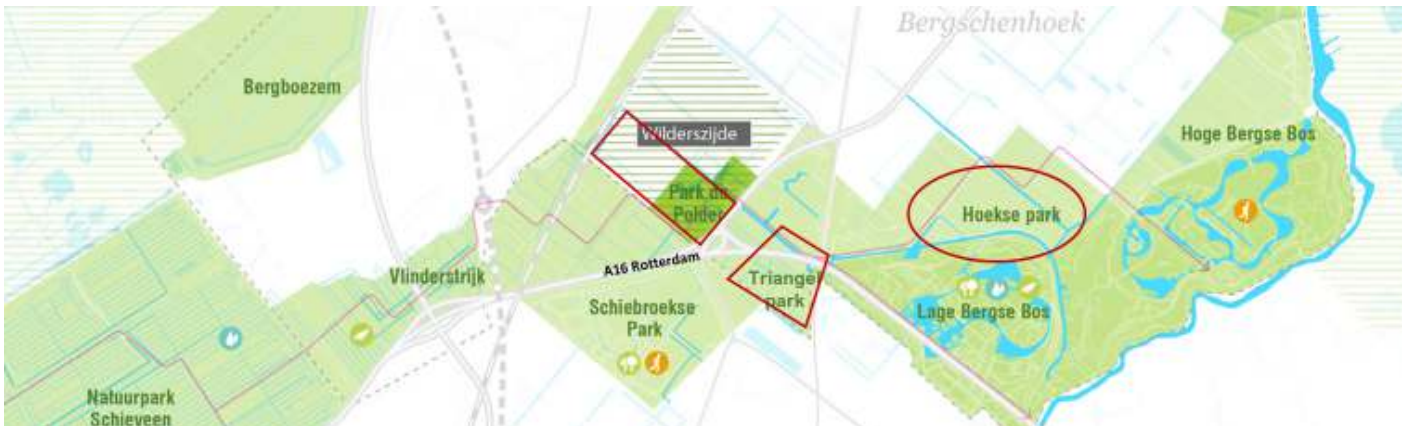 Bergschenhoek
Bergboezem
Wilderszijde
Hoge Bergse Bos
Park de
Polder
Hoekse park
A16 Rotterdam
Vlinderstrijk
Triangel
park
Schiebroekse
Park
Lage Bergse Bos
Natuurpark
Schieveen